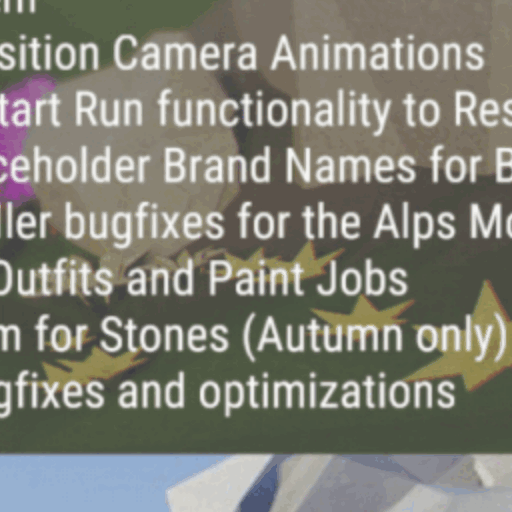 sition Camera Animations
tart Run functionality to Res
ceholder Brand Names for B
ller bugfixes for the Alps Mo
Outfits and Paint Jobs
m for Stones (Autumn only)
gfixes and optimizations